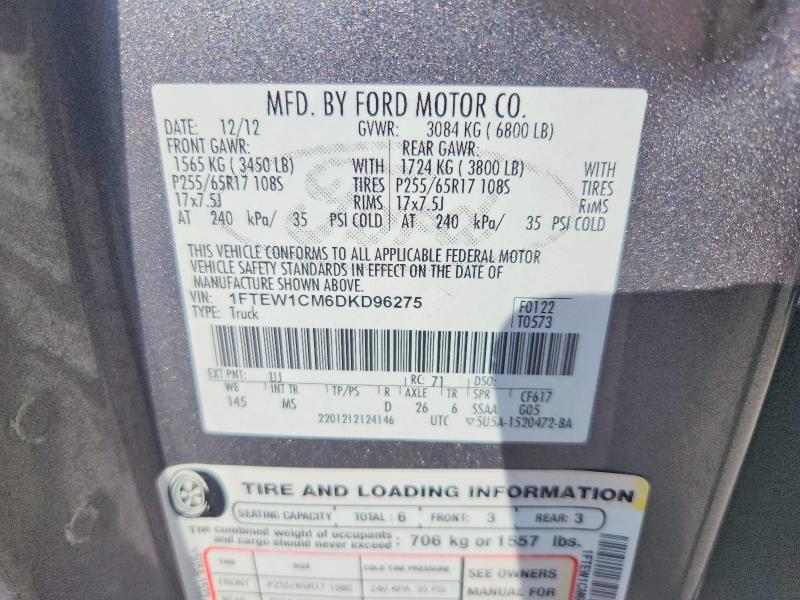 MFD. BY FORD MOTOR CO.
DATE: 12/12 GVWR: 3084 KG ( 6800 LB)
FRONT GAWR: REAR GAWR:
1565 KG ( 3450 LB) WITH 1724 KG ( 3800 LB) WITH
P255/65R17 108S TIRES P255/65R17 108S TIRES
17x7.5J RIMS 17x7.5J RIMS
AT 240 kPa/ 35 PSI COLD AT 240 kPa/ 35 PSI COLD
THIS VEHICLE CONFORMS TO ALL APPLICABLE FEDERAL MOTOR
VEHICLE SAFETY STANDARDS IN EFFECT ON THE DATE OF
MANUFACTURE SHOWN ABOVE.
VIN: 1FTEW1CM6DKD96275 F0122
TYPE: Truck T0573
EXT PNT: UJ RC: 71 DSO:
WB INT TR TP/PS R AXLE TR SPR CF617
145 MS D 26 6 SSAA G05
2201212124146 UTC ▽5U5A-1520472-BA
TIRE AND LOADING INFORMATION
SEATING CAPACITY TOTAL : 6 FRONT: 3 REAR: 3
The combined weight of occupants
and cargo should never exceed: 706 kg or 1557 lbs.
TIRE SIZE COLD TIRE PRESSURE SEE OWNERS
FRONT P255/65R17 108S 240 KPA, 35 PSI MANUAL FOR